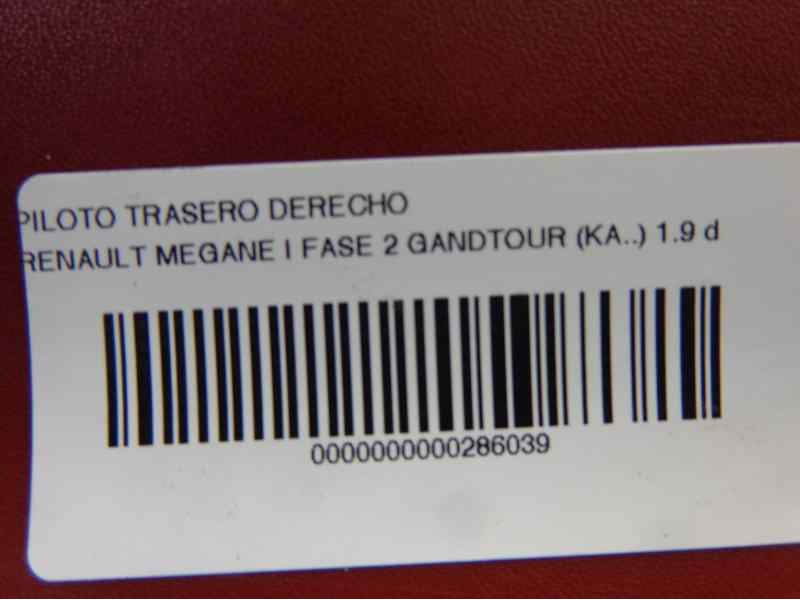 PILOTO TRASERO DERECHO
RENAULT MEGANE I FASE 2 GANDTOUR (KA..) 1.9 d
0000000000286039